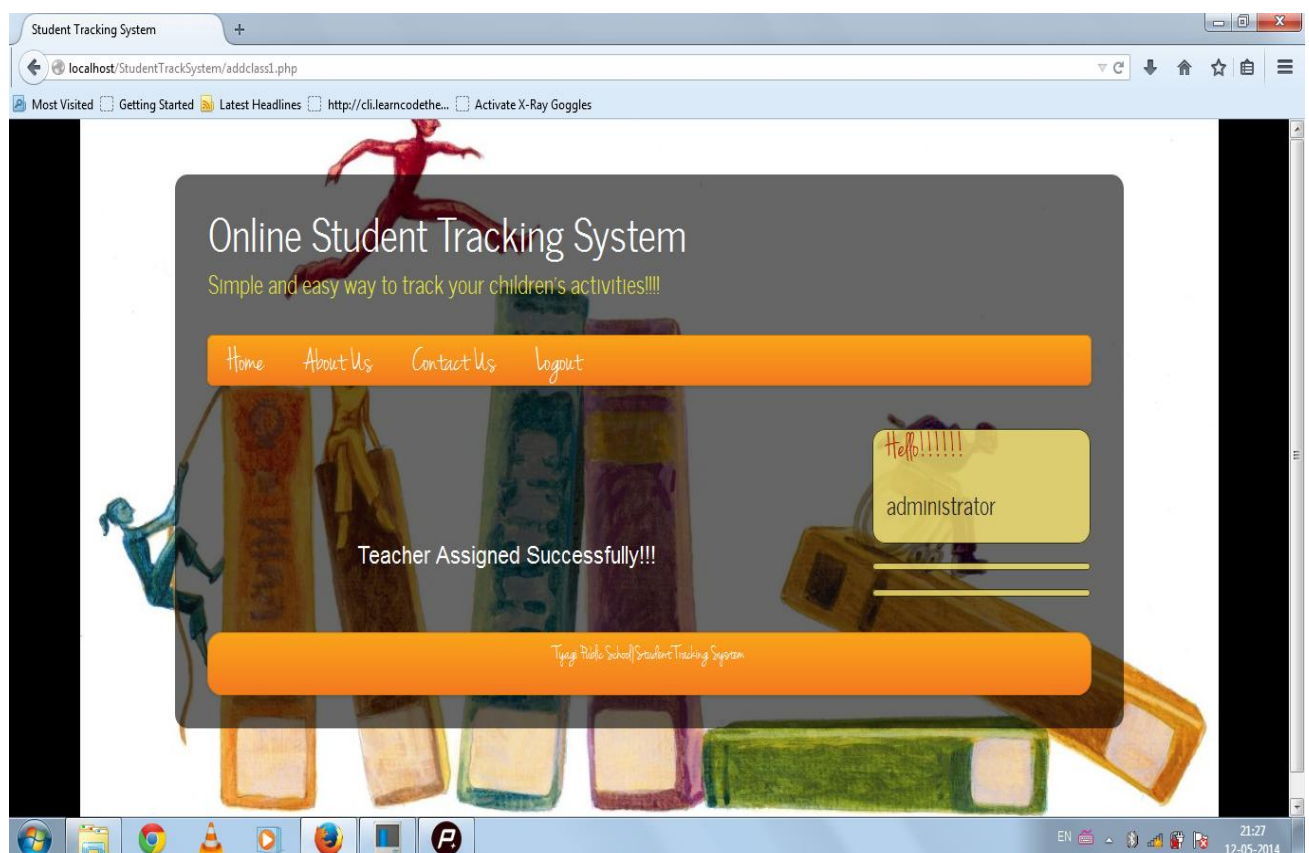 Student Tracking System
localhost/StudentTrackSystem/addclass1.php
Most Visited Getting Started Latest Headlines http://cli.learncodethe... Activate X-Ray Goggles
Online Student Tracking System
Simple and easy way to track your children's activities!!!!
Home About Us Contact Us Logout
Hello!!!!!!
administrator
Teacher Assigned Successfully!!!
Tyagi Public School|Student Tracking System
EN 21:27
12-05-2014